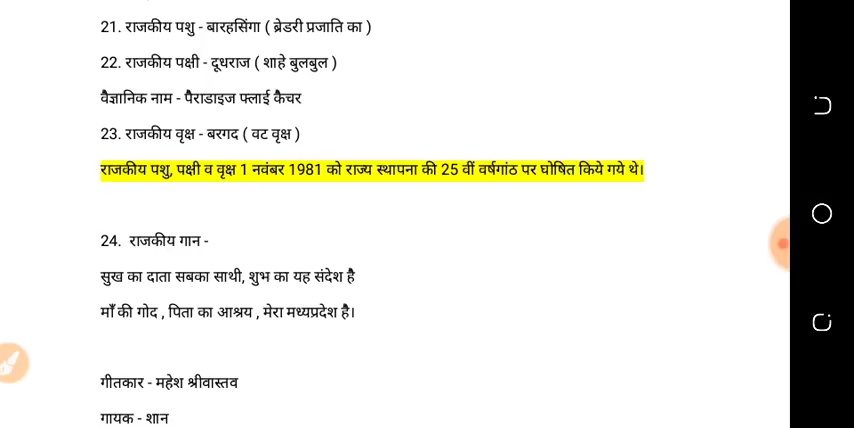 21. राजकीय पशु - बारहसिंगा ( ब्रेडरी प्रजाति का )
22. राजकीय पक्षी - दूधराज ( शाहे बुलबुल )
वैज्ञानिक नाम - पैराडाइज फ्लाई कैचर
23. राजकीय वृक्ष - बरगद ( वट वृक्ष )
राजकीय पशु, पक्षी व वृक्ष 1 नवंबर 1981 को राज्य स्थापना की 25 वीं वर्षगांठ पर घोषित किये गये थे।
24. राजकीय गान -
सुख का दाता सबका साथी, शुभ का यह संदेश है
माँ की गोद , पिता का आश्रय , मेरा मध्यप्रदेश है।
गीतकार - महेश श्रीवास्तव
गायक - शान